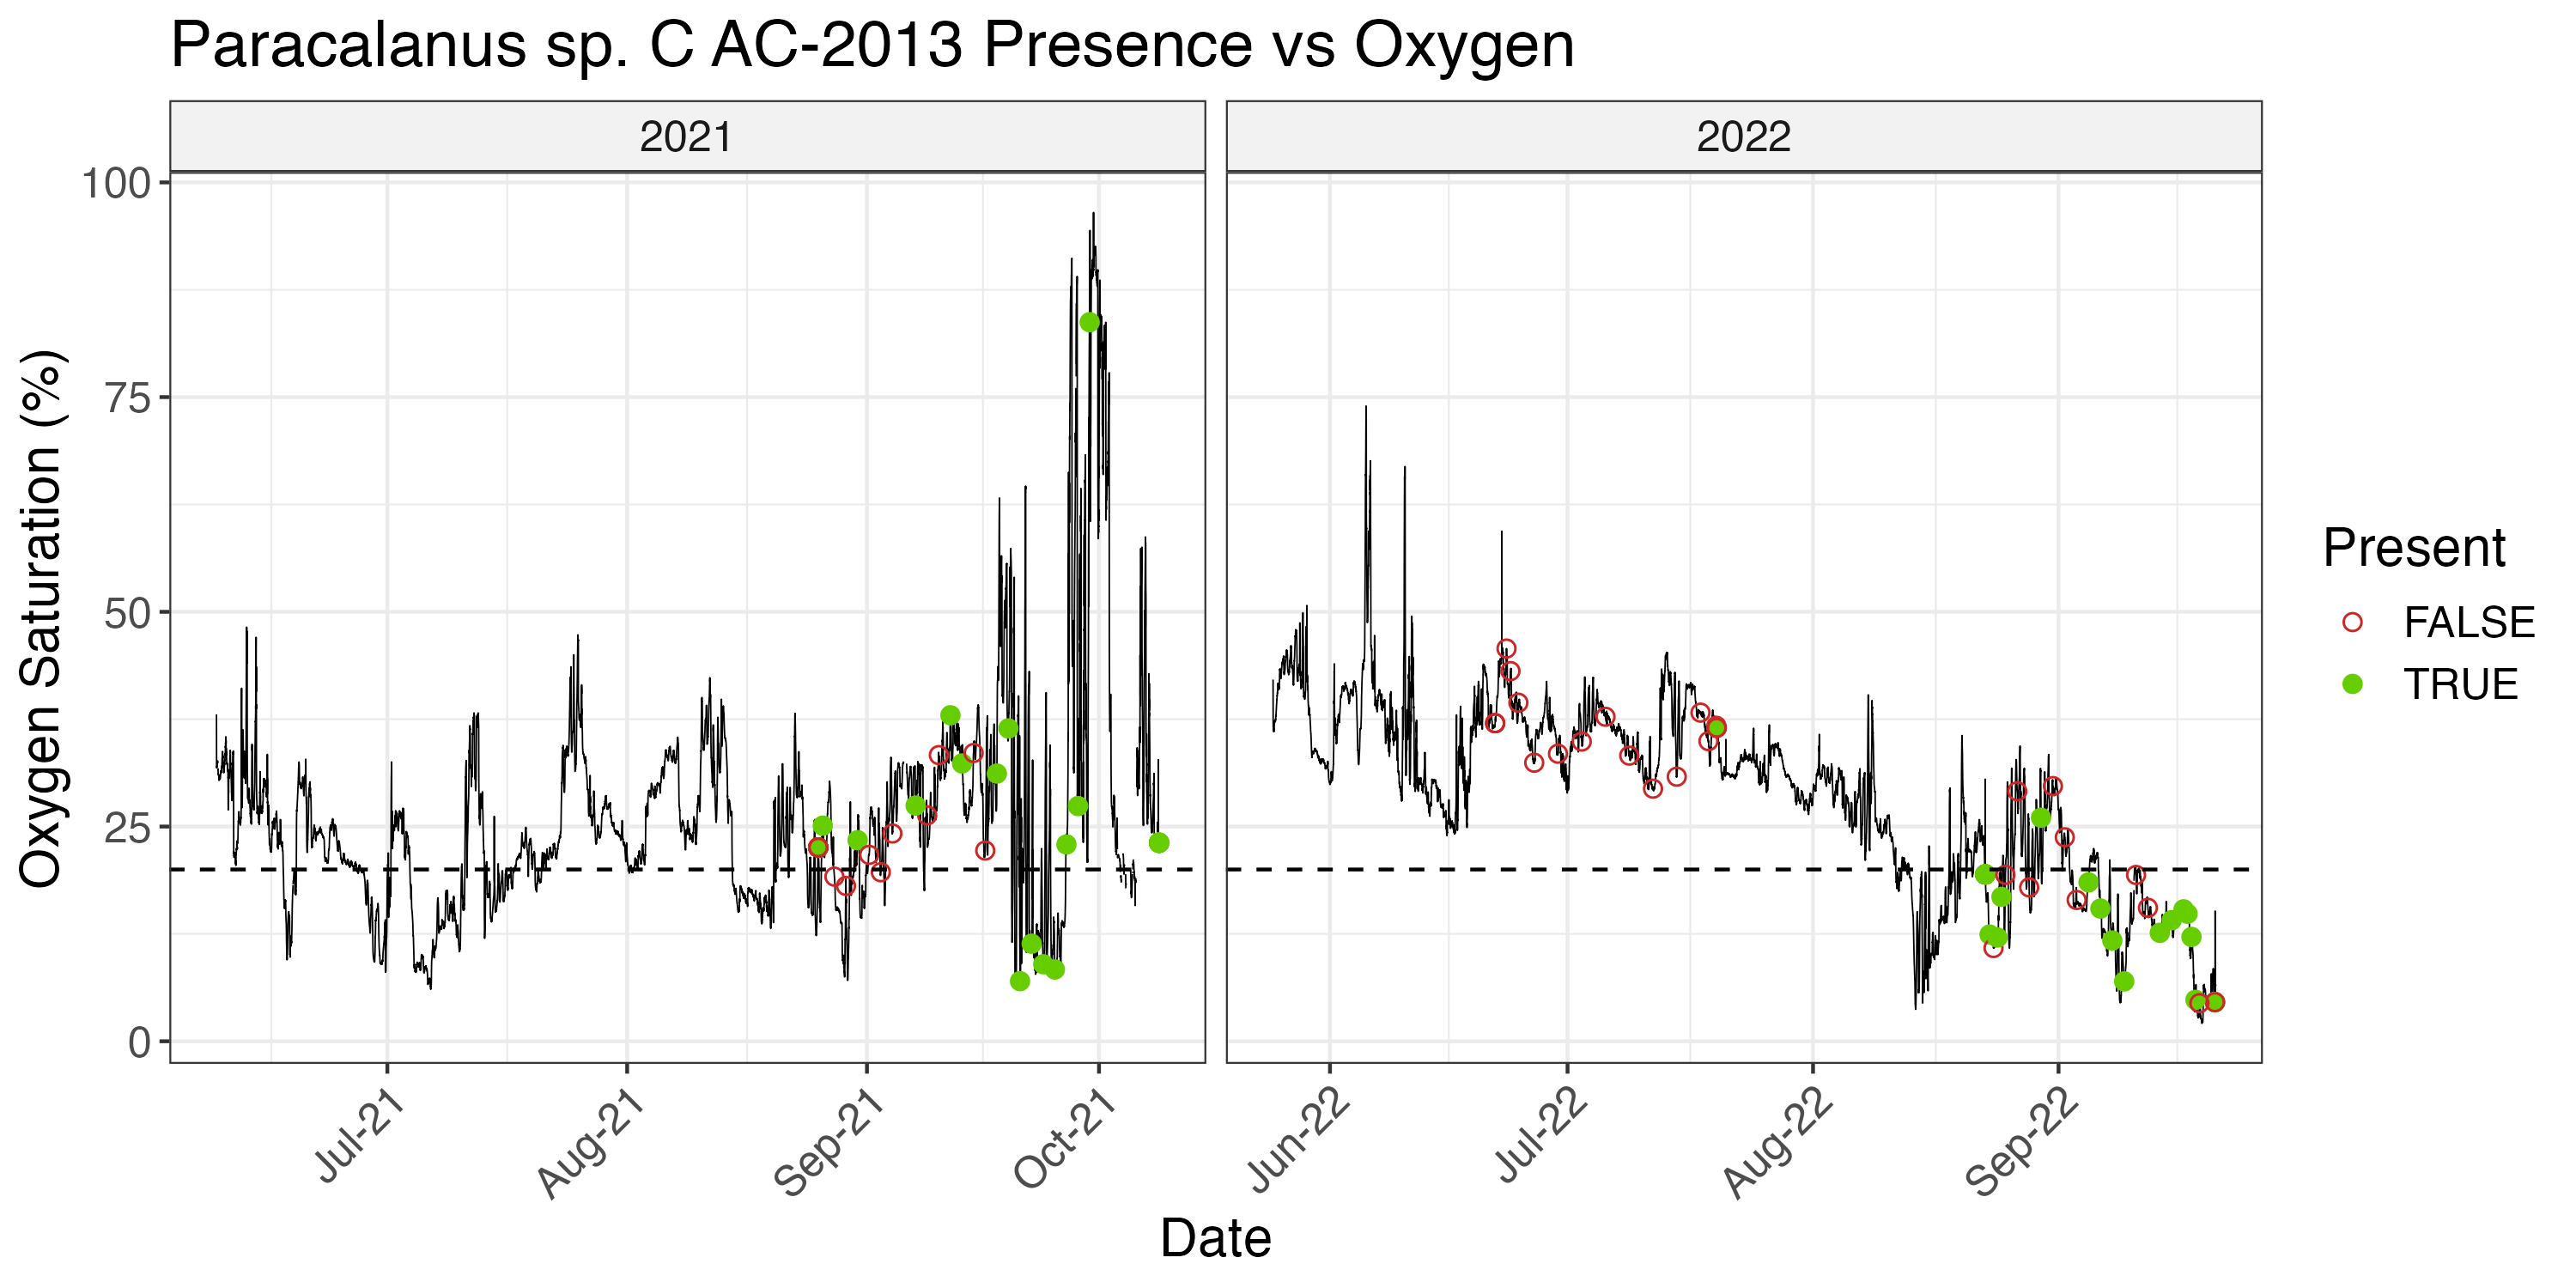 Paracalanus sp. C AC-2013 Presence vs Oxygen
2021
2022
100
75
50
25
0
Oxygen Saturation (%)
Jul-21
Aug-21
Sep-21
Oct-21
Jun-22
Jul-22
Aug-22
Sep-22
Date
Present
FALSE
TRUE